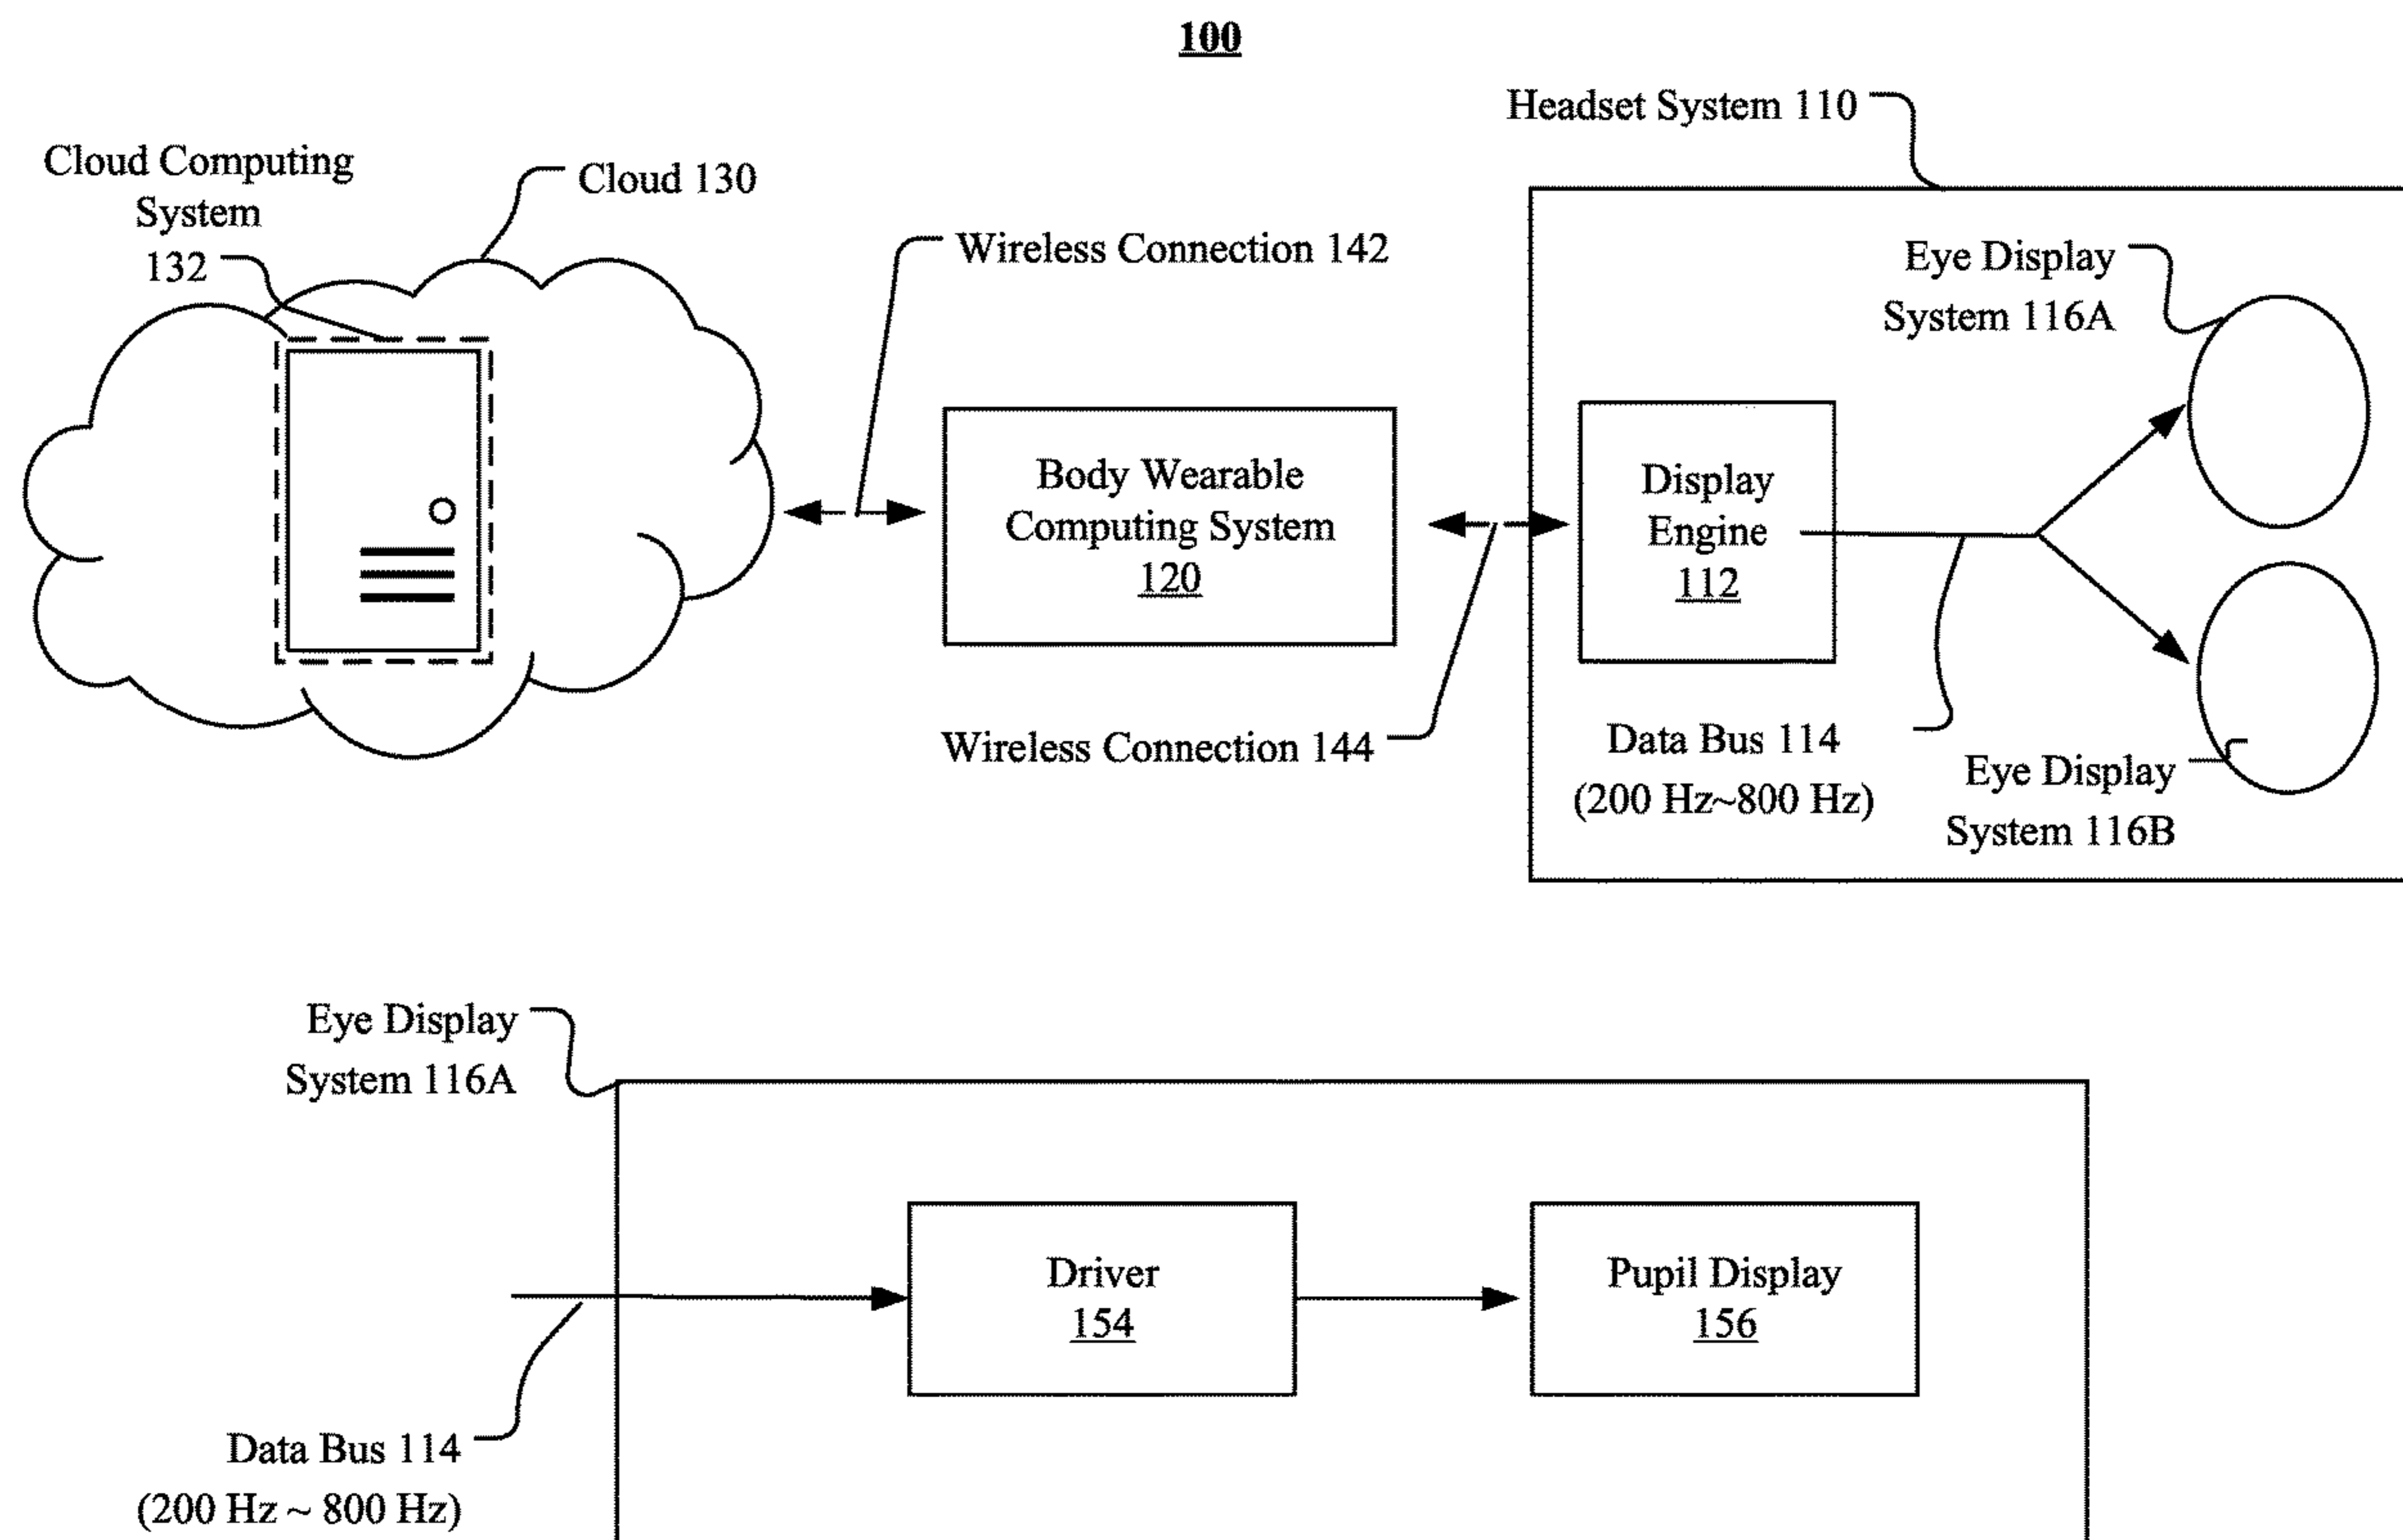 100
Headset System 110
Cloud Computing
System
132
Cloud 130
Wireless Connection 142
Eye Display
System 116A
Body Wearable
Computing System
120
Display
Engine
112
Wireless Connection 144
Data Bus 114
(200 Hz~800 Hz)
Eye Display
System 116B
Eye Display
System 116A
Driver
154
Pupil Display
156
Data Bus 114
(200 Hz ~ 800 Hz)